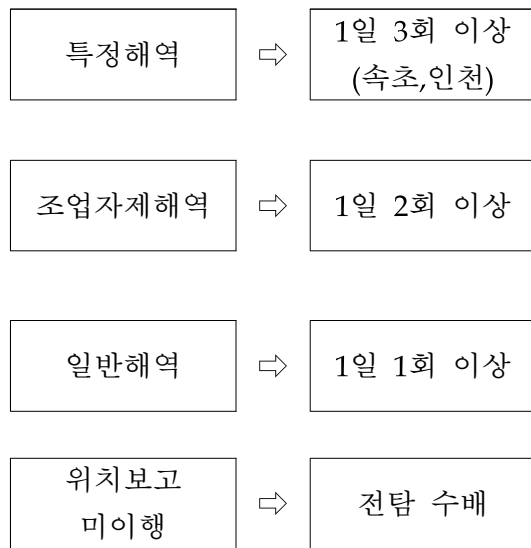 특정해역 ⇨ 1일 3회 이상
(속초,인천)
조업자제해역 ⇨ 1일 2회 이상
일반해역 ⇨ 1일 1회 이상
위치보고
미이행 ⇨ 전탐 수배